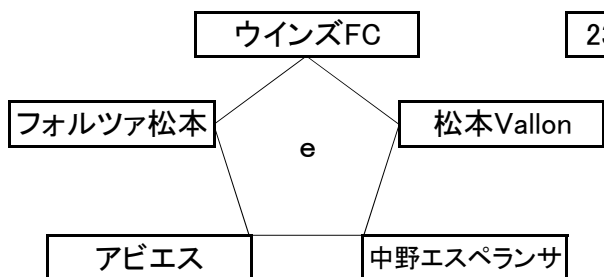 ウインズFC
フォルツァ松本
松本Vallon
e
アビエス
中野エスペランサ